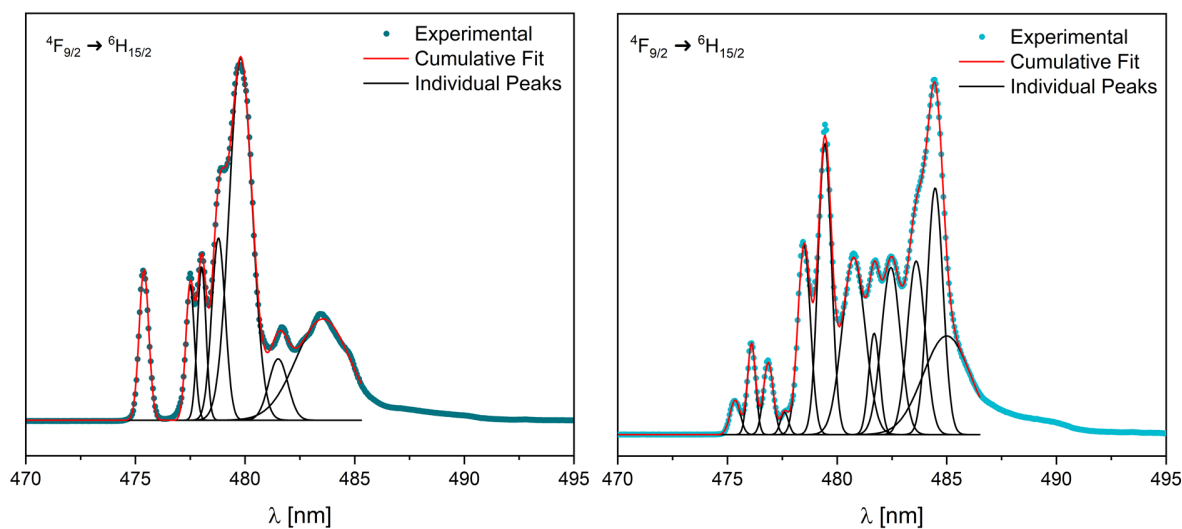 ⁴F₉/₂ → ⁶H₁₅/₂
Experimental
Cumulative Fit
Individual Peaks
470 475 480 485 490 495
λ [nm]
⁴F₉/₂ → ⁶H₁₅/₂
Experimental
Cumulative Fit
Individual Peaks
470 475 480 485 490 495
λ [nm]